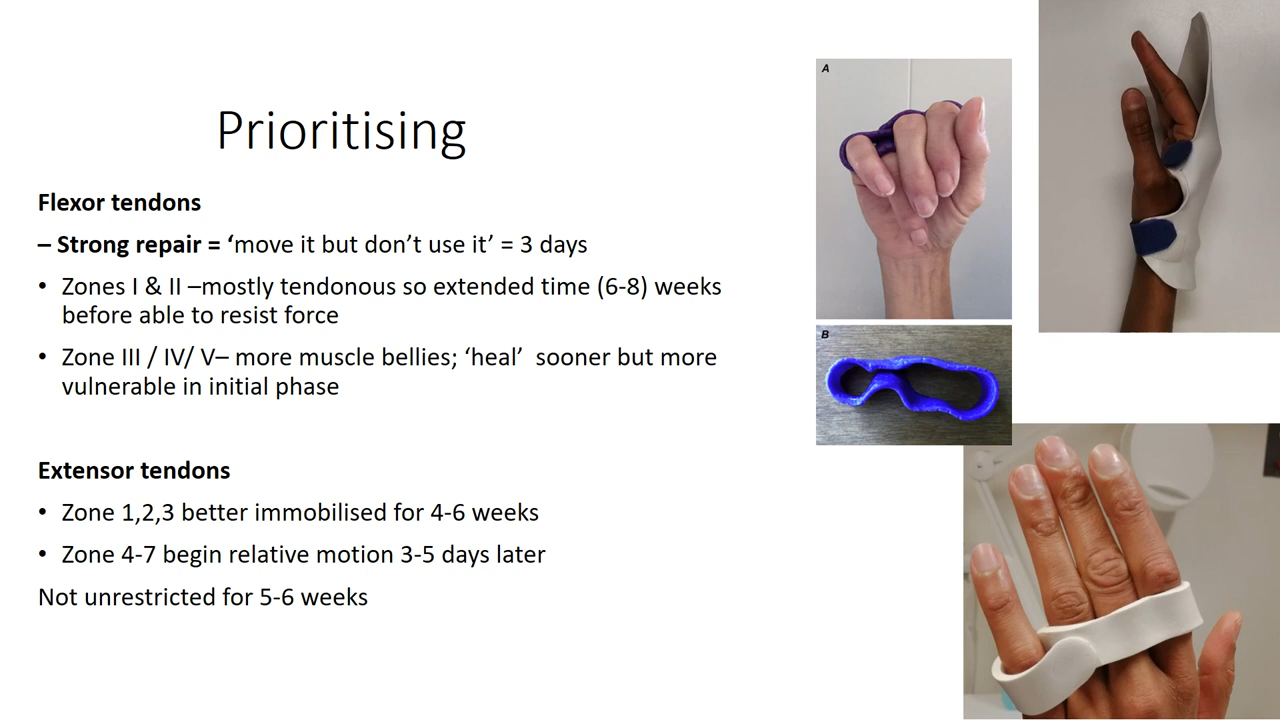 Prioritising
Flexor tendons
– Strong repair = ‘move it but don’t use it’ = 3 days
• Zones I & II –mostly tendonous so extended time (6-8) weeks
before able to resist force
• Zone III / IV/ V– more muscle bellies; ‘heal’ sooner but more
vulnerable in initial phase
Extensor tendons
• Zone 1,2,3 better immobilised for 4-6 weeks
• Zone 4-7 begin relative motion 3-5 days later
Not unrestricted for 5-6 weeks
A
B